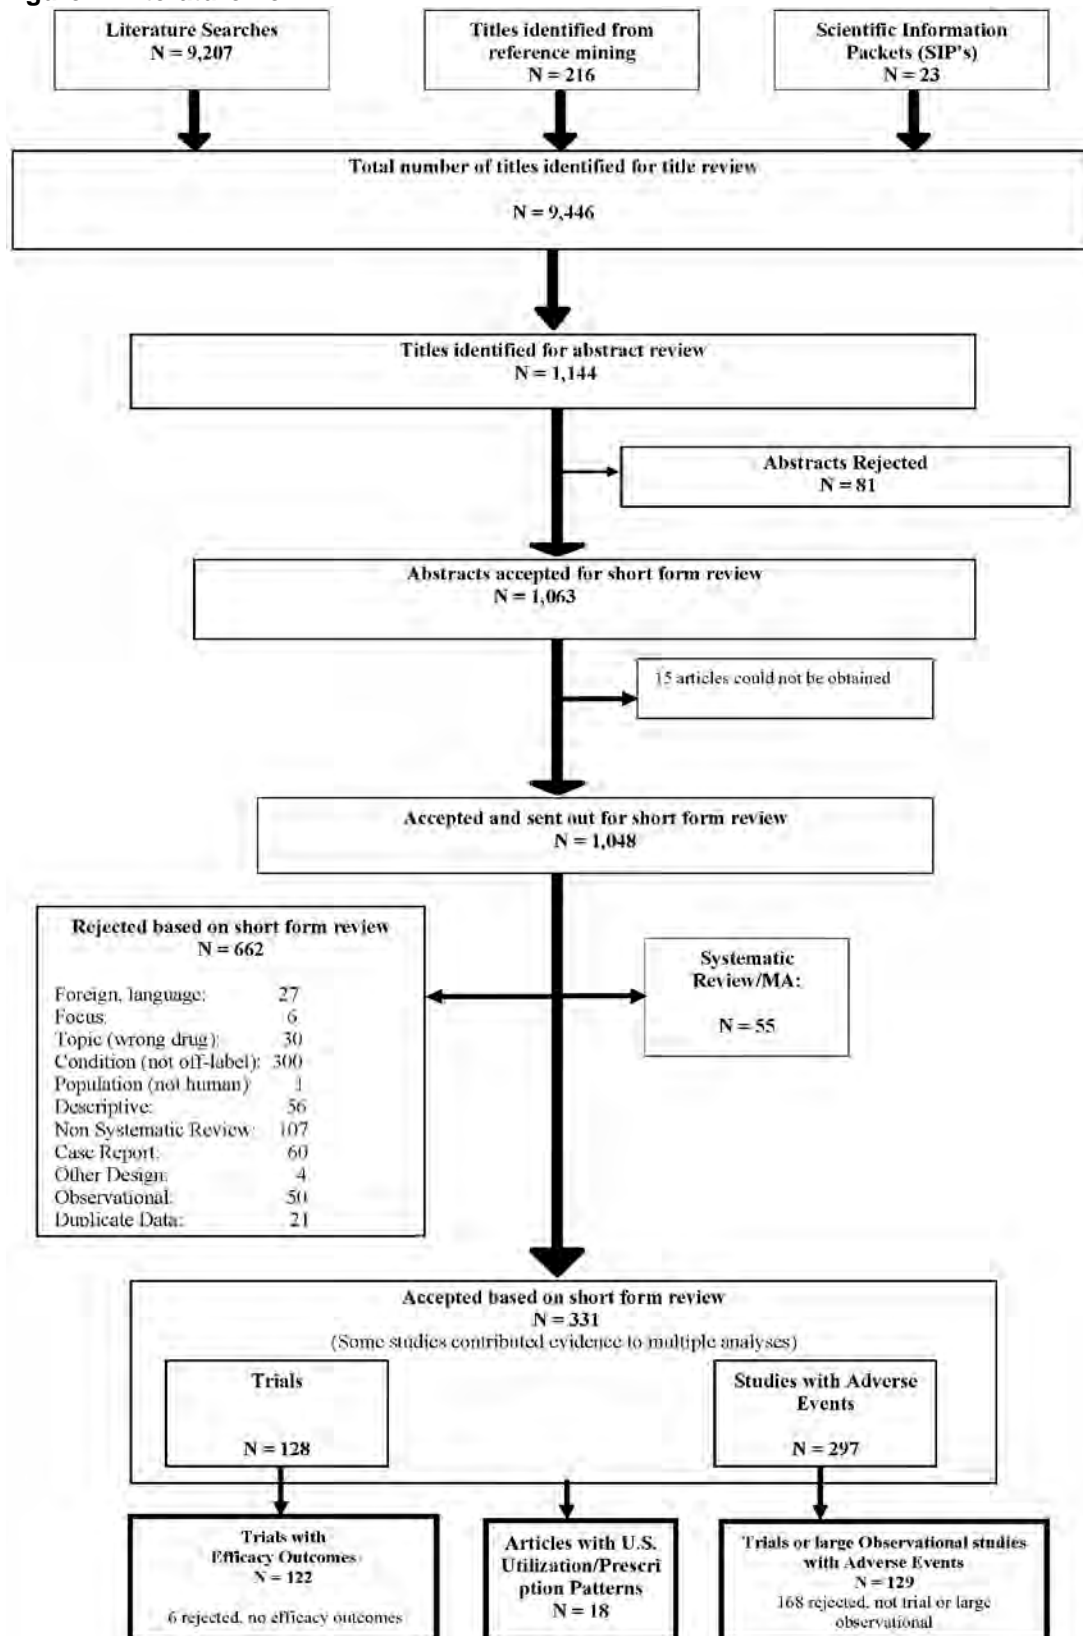 Literature Searches
N = 9,207
Titles identified from
reference mining
N = 216
Scientific Information
Packets (SIP's)
N = 23
Total number of titles identified for title review
N = 9,446
Titles identified for abstract review
N = 1,144
Abstracts Rejected
N = 81
Abstracts accepted for short form review
N = 1,063
15 articles could not be obtained
Accepted and sent out for short form review
N = 1,048
Rejected based on short form review
N = 662
Foreign, language: 27
Focus: 6
Topic (wrong drug): 30
Condition (not off-label): 300
Population (not human) 1
Descriptive: 56
Non Systematic Review: 107
Case Report: 60
Other Design: 4
Observational: 50
Duplicate Data: 21
Systematic
Review/MA:
N = 55
Accepted based on short form review
N = 331
(Some studies contributed evidence to multiple analyses)
Trials
N = 128
Studies with Adverse
Events
N = 297
Trials with
Efficacy Outcomes
N = 122
6 rejected, no efficacy outcomes
Articles with U.S.
Utilization/Prescri
ption Patterns
N = 18
Trials or large Observational studies
with Adverse Events
N = 129
168 rejected, not trial or large
observational